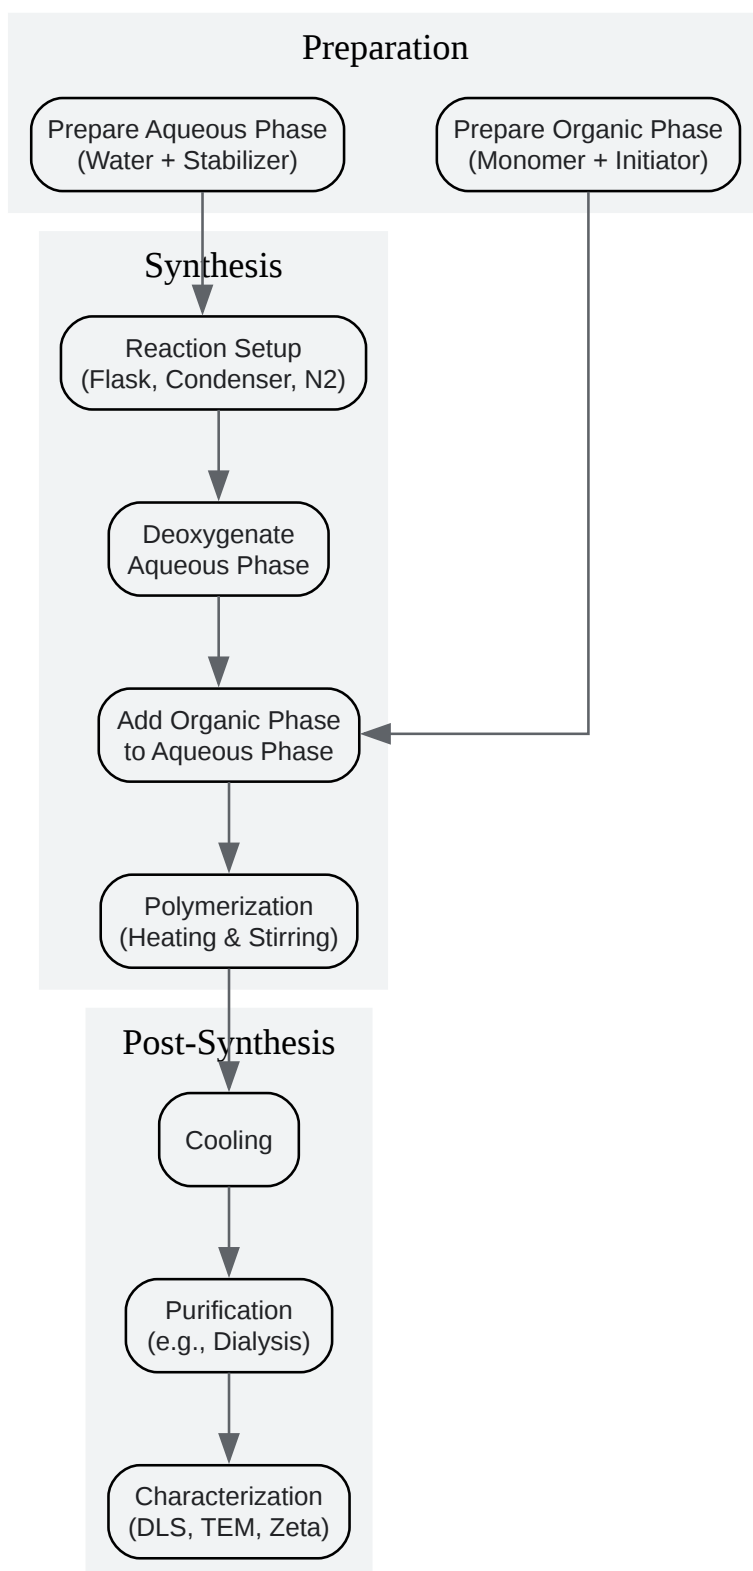 Preparation
Prepare Aqueous Phase
(Water + Stabilizer)
Prepare Organic Phase
(Monomer + Initiator)
Synthesis
Reaction Setup
(Flask, Condenser, N2)
Deoxygenate
Aqueous Phase
Add Organic Phase
to Aqueous Phase
Polymerization
(Heating & Stirring)
Post-Synthesis
Cooling
Purification
(e.g., Dialysis)
Characterization
(DLS, TEM, Zeta)